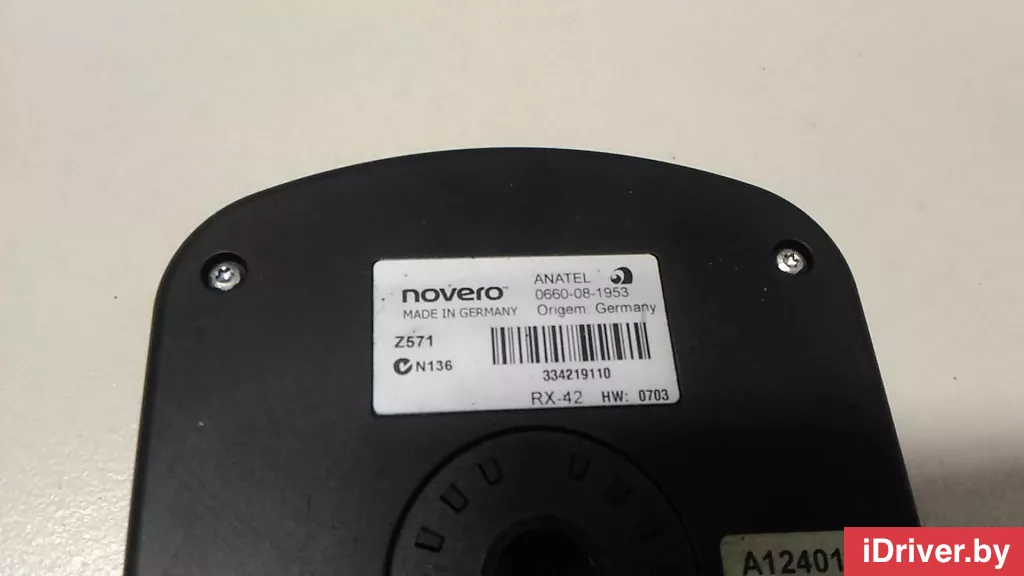 novero™
MADE IN GERMANY
ANATEL
0660-08-1953
Origem Germany
Z571
N136
334219110
RX-42 HW: 0703
A12401
iDriver.by